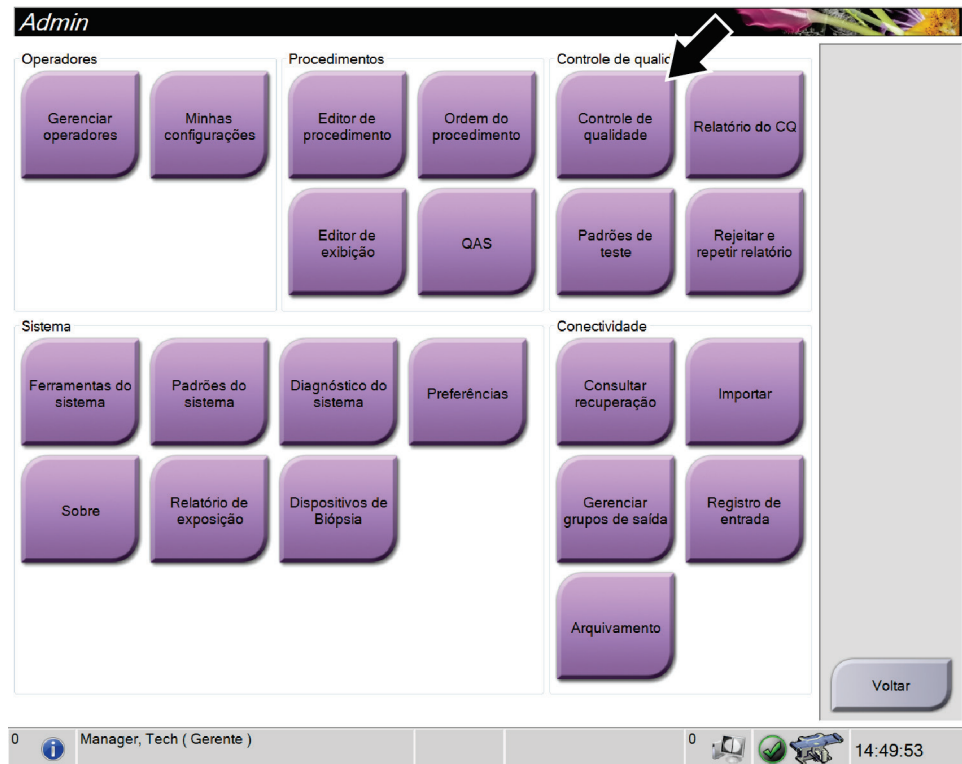 Admin
Operadores
Gerenciar
operadores
Minhas
configurações
Procedimentos
Editor de
procedimento
Ordem do
procedimento
Editor de
exibição
QAS
Controle de
Controle de
qualidade
Relatório do CQ
Padrões de
teste
Rejeitar e
repetir relatório
Sistema
Ferramentas do
sistema
Padrões do
sistema
Diagnóstico do
sistema
Preferências
Sobre
Relatório de
exposição
Dispositivos de
Biópsia
Conectividade
Consultar
recuperação
Importar
Gerenciar
grupos de saída
Registro de
entrada
Arquivamento
Voltar
0
Manager, Tech ( Gerente )
0
14:49:53